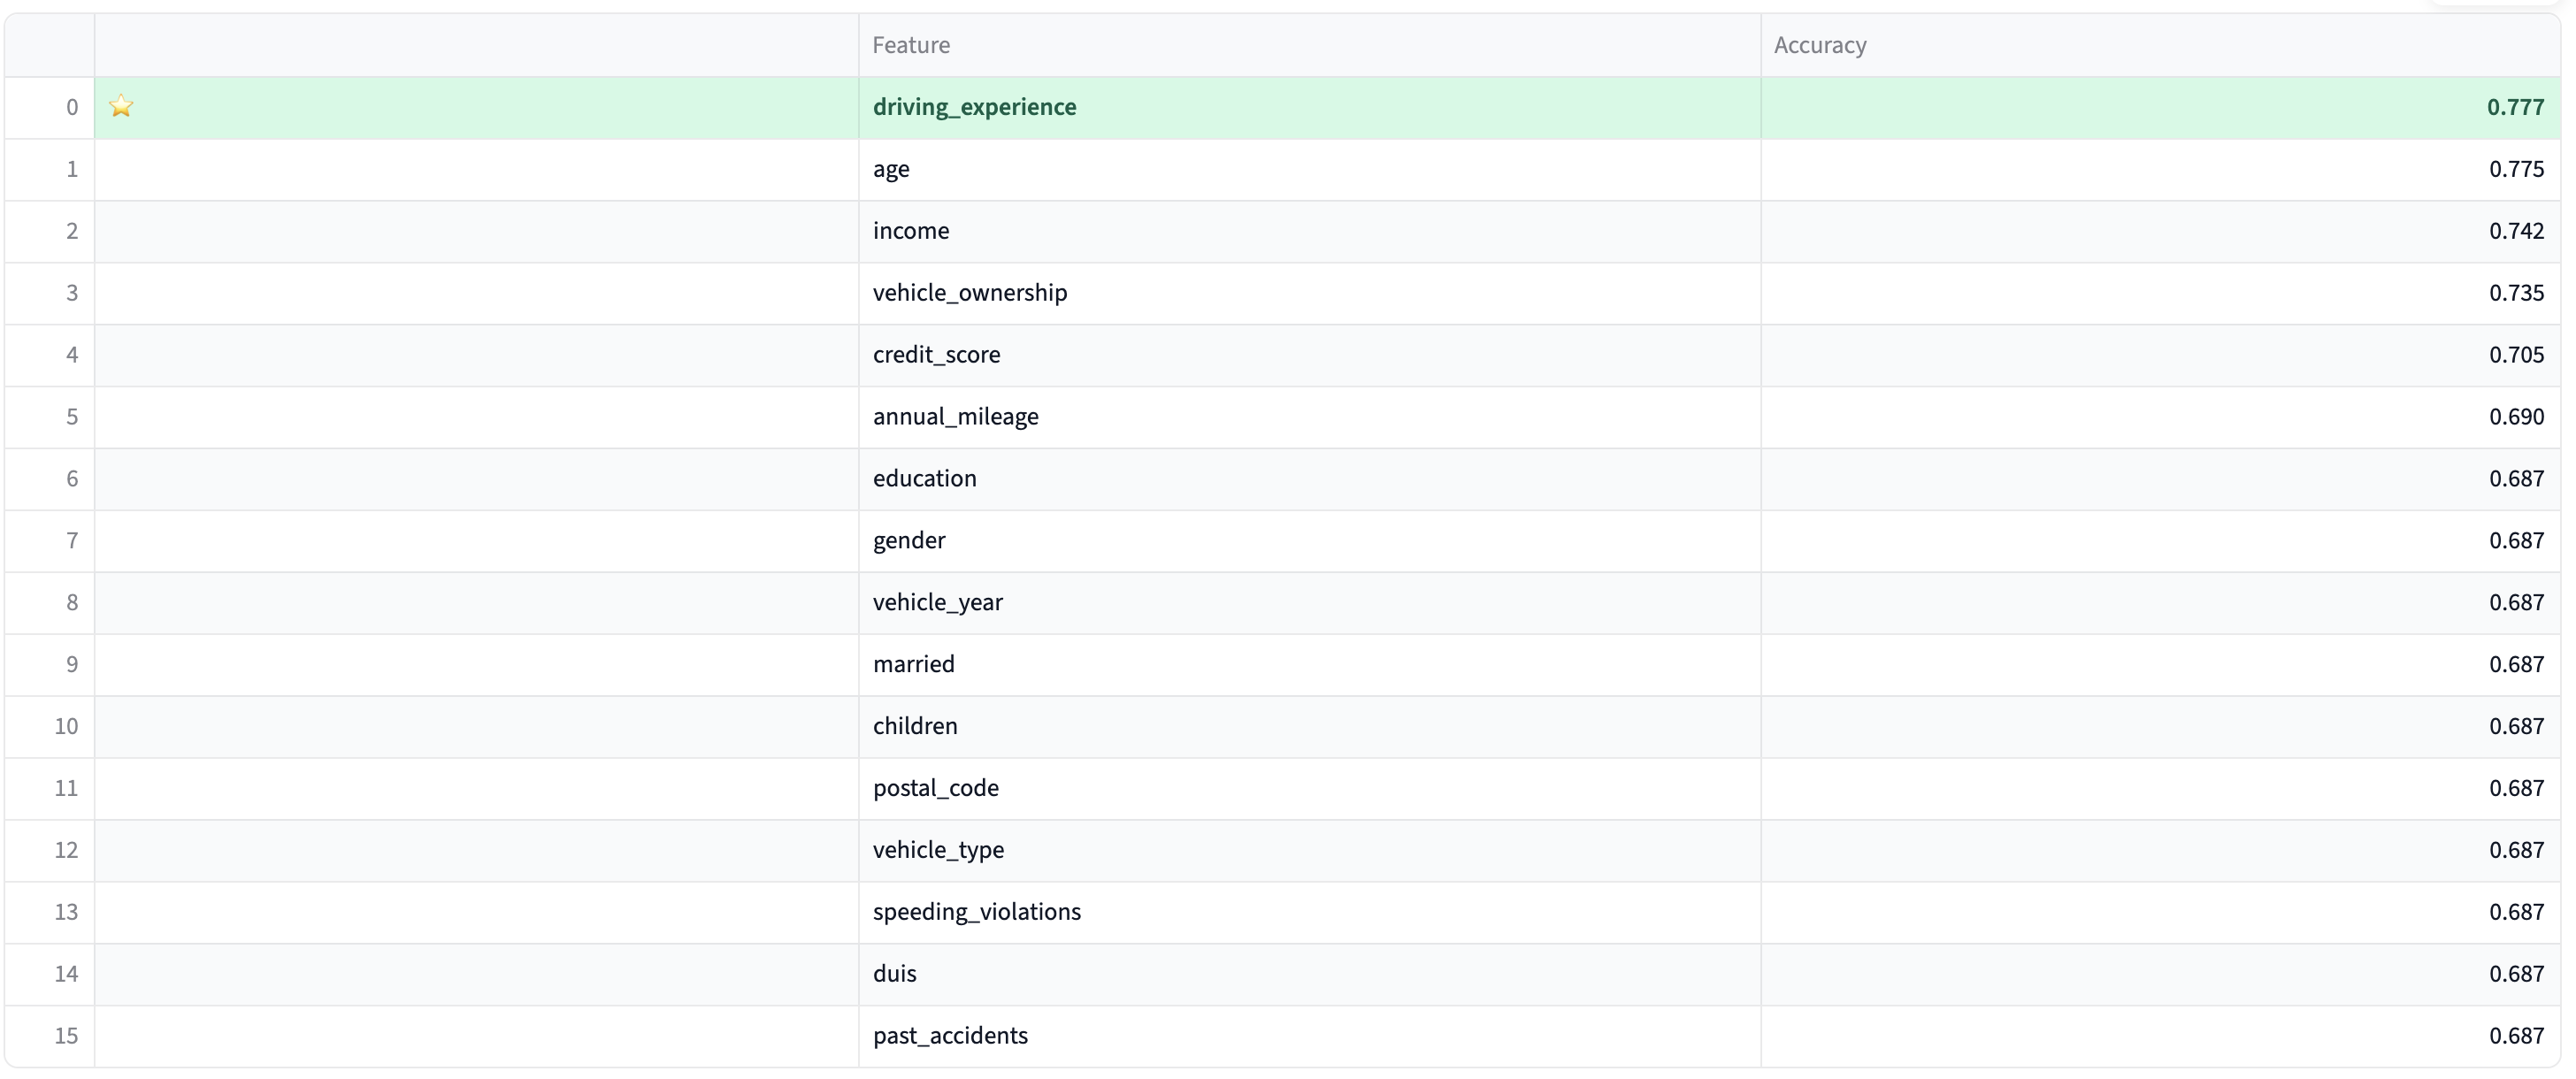 Feature Accuracy
0 ⭐ driving_experience 0.777
1 age 0.775
2 income 0.742
3 vehicle_ownership 0.735
4 credit_score 0.705
5 annual_mileage 0.690
6 education 0.687
7 gender 0.687
8 vehicle_year 0.687
9 married 0.687
10 children 0.687
11 postal_code 0.687
12 vehicle_type 0.687
13 speeding_violations 0.687
14 duis 0.687
15 past_accidents 0.687